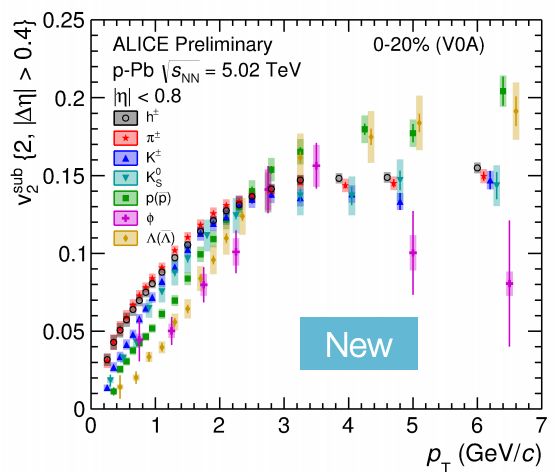 0.25
ALICE Preliminary
0-20% (V0A)
p-Pb √sNN = 5.02 TeV
|η| < 0.8
h±
π±
K±
K0S
p(p̄)
ϕ
Λ(Λ̄)
v2sub {2, |Δη| > 0.4}
0.2
0.15
0.1
0.05
0
New
0 1 2 3 4 5 6 7
pT (GeV/c)